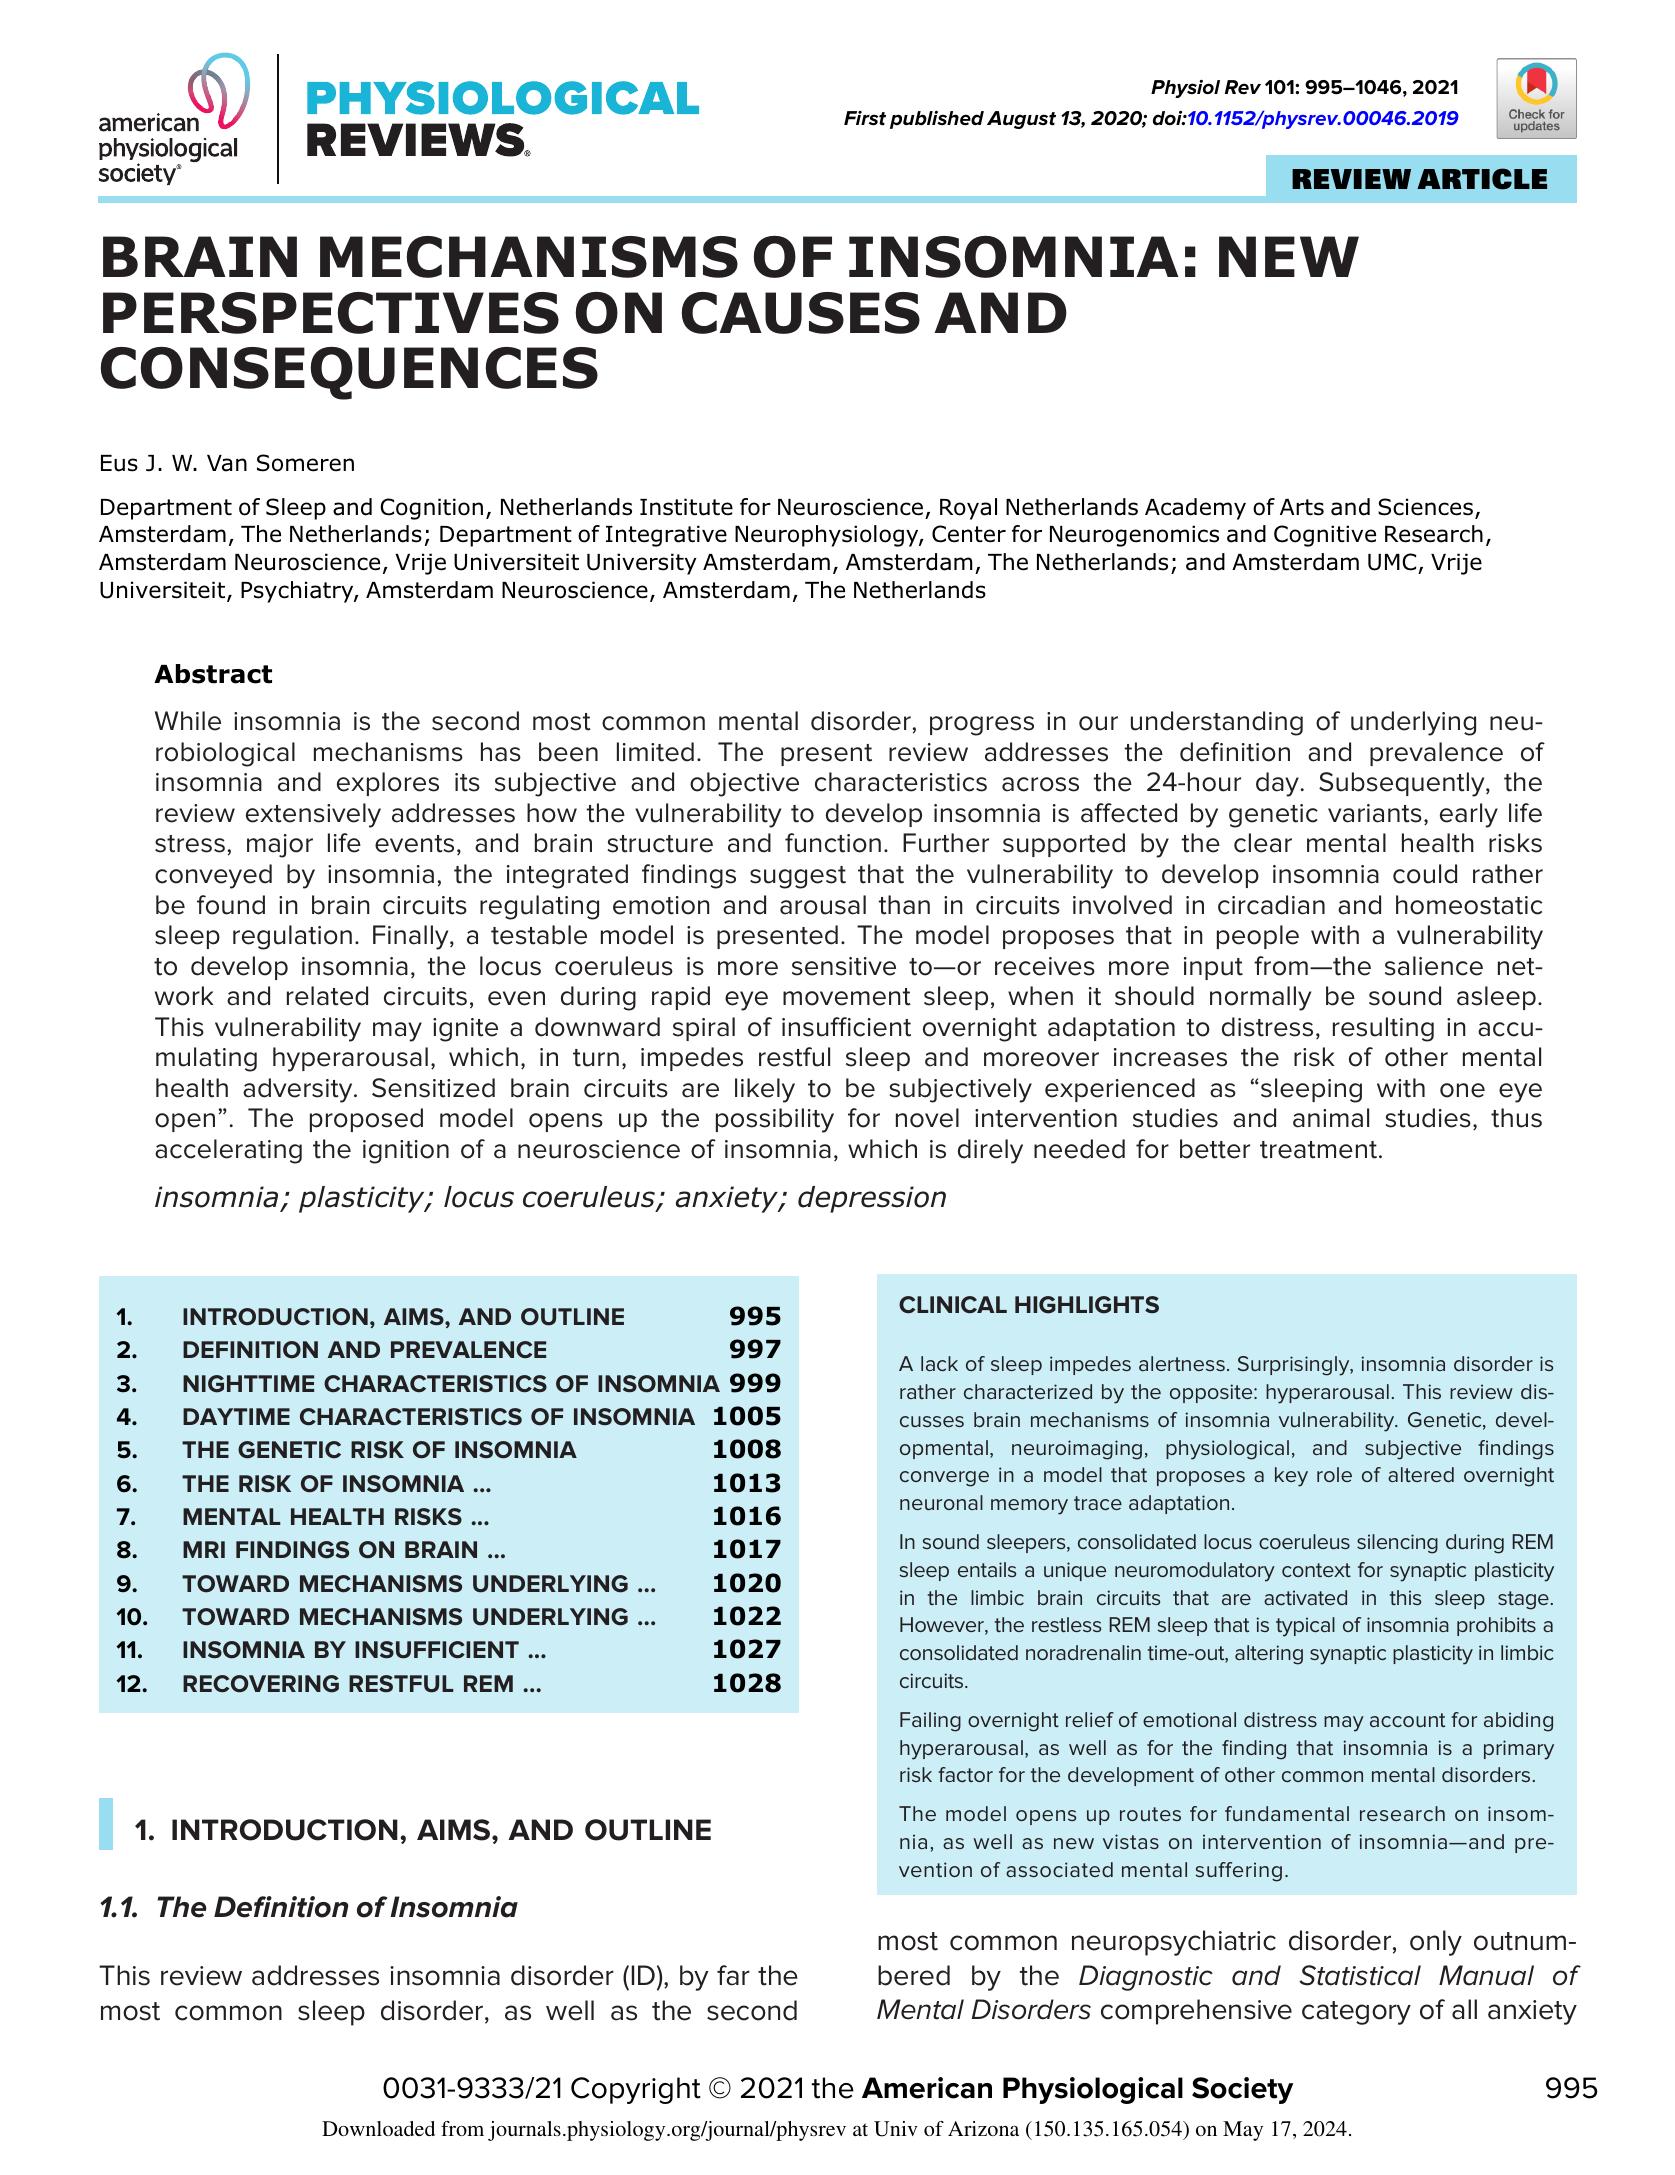 american
physiological
society®
PHYSIOLOGICAL
REVIEWS®
Physiol Rev 101: 995–1046, 2021
First published August 13, 2020; doi:10.1152/physrev.00046.2019
Check for
updates
REVIEW ARTICLE
BRAIN MECHANISMS OF INSOMNIA: NEW
PERSPECTIVES ON CAUSES AND
CONSEQUENCES
Eus J. W. Van Someren
Department of Sleep and Cognition, Netherlands Institute for Neuroscience, Royal Netherlands Academy of Arts and Sciences,
Amsterdam, The Netherlands; Department of Integrative Neurophysiology, Center for Neurogenomics and Cognitive Research,
Amsterdam Neuroscience, Vrije Universiteit University Amsterdam, Amsterdam, The Netherlands; and Amsterdam UMC, Vrije
Universiteit, Psychiatry, Amsterdam Neuroscience, Amsterdam, The Netherlands
Abstract
While insomnia is the second most common mental disorder, progress in our understanding of underlying neu-
robiological mechanisms has been limited. The present review addresses the definition and prevalence of
insomnia and explores its subjective and objective characteristics across the 24-hour day. Subsequently, the
review extensively addresses how the vulnerability to develop insomnia is affected by genetic variants, early life
stress, major life events, and brain structure and function. Further supported by the clear mental health risks
conveyed by insomnia, the integrated findings suggest that the vulnerability to develop insomnia could rather
be found in brain circuits regulating emotion and arousal than in circuits involved in circadian and homeostatic
sleep regulation. Finally, a testable model is presented. The model proposes that in people with a vulnerability
to develop insomnia, the locus coeruleus is more sensitive to—or receives more input from—the salience net-
work and related circuits, even during rapid eye movement sleep, when it should normally be sound asleep.
This vulnerability may ignite a downward spiral of insufficient overnight adaptation to distress, resulting in accu-
mulating hyperarousal, which, in turn, impedes restful sleep and moreover increases the risk of other mental
health adversity. Sensitized brain circuits are likely to be subjectively experienced as “sleeping with one eye
open”. The proposed model opens up the possibility for novel intervention studies and animal studies, thus
accelerating the ignition of a neuroscience of insomnia, which is direly needed for better treatment.
insomnia; plasticity; locus coeruleus; anxiety; depression
1. INTRODUCTION, AIMS, AND OUTLINE 995
2. DEFINITION AND PREVALENCE 997
3. NIGHTTIME CHARACTERISTICS OF INSOMNIA 999
4. DAYTIME CHARACTERISTICS OF INSOMNIA 1005
5. THE GENETIC RISK OF INSOMNIA 1008
6. THE RISK OF INSOMNIA ... 1013
7. MENTAL HEALTH RISKS ... 1016
8. MRI FINDINGS ON BRAIN ... 1017
9. TOWARD MECHANISMS UNDERLYING ... 1020
10. TOWARD MECHANISMS UNDERLYING ... 1022
11. INSOMNIA BY INSUFFICIENT ... 1027
12. RECOVERING RESTFUL REM ... 1028
1. INTRODUCTION, AIMS, AND OUTLINE
1.1. The Definition of Insomnia
This review addresses insomnia disorder (ID), by far the
most common sleep disorder, as well as the second
CLINICAL HIGHLIGHTS
A lack of sleep impedes alertness. Surprisingly, insomnia disorder is
rather characterized by the opposite: hyperarousal. This review dis-
cusses brain mechanisms of insomnia vulnerability. Genetic, devel-
opmental, neuroimaging, physiological, and subjective findings
converge in a model that proposes a key role of altered overnight
neuronal memory trace adaptation.
In sound sleepers, consolidated locus coeruleus silencing during REM
sleep entails a unique neuromodulatory context for synaptic plasticity
in the limbic brain circuits that are activated in this sleep stage.
However, the restless REM sleep that is typical of insomnia prohibits a
consolidated noradrenalin time-out, altering synaptic plasticity in limbic
circuits.
Failing overnight relief of emotional distress may account for abiding
hyperarousal, as well as for the finding that insomnia is a primary
risk factor for the development of other common mental disorders.
The model opens up routes for fundamental research on insom-
nia, as well as new vistas on intervention of insomnia—and pre-
vention of associated mental suffering.
most common neuropsychiatric disorder, only outnum-
bered by the Diagnostic and Statistical Manual of
Mental Disorders comprehensive category of all anxiety
0031-9333/21 Copyright © 2021 the American Physiological Society 995
Downloaded from journals.physiology.org/journal/physrev at Univ of Arizona (150.135.165.054) on May 17, 2024.